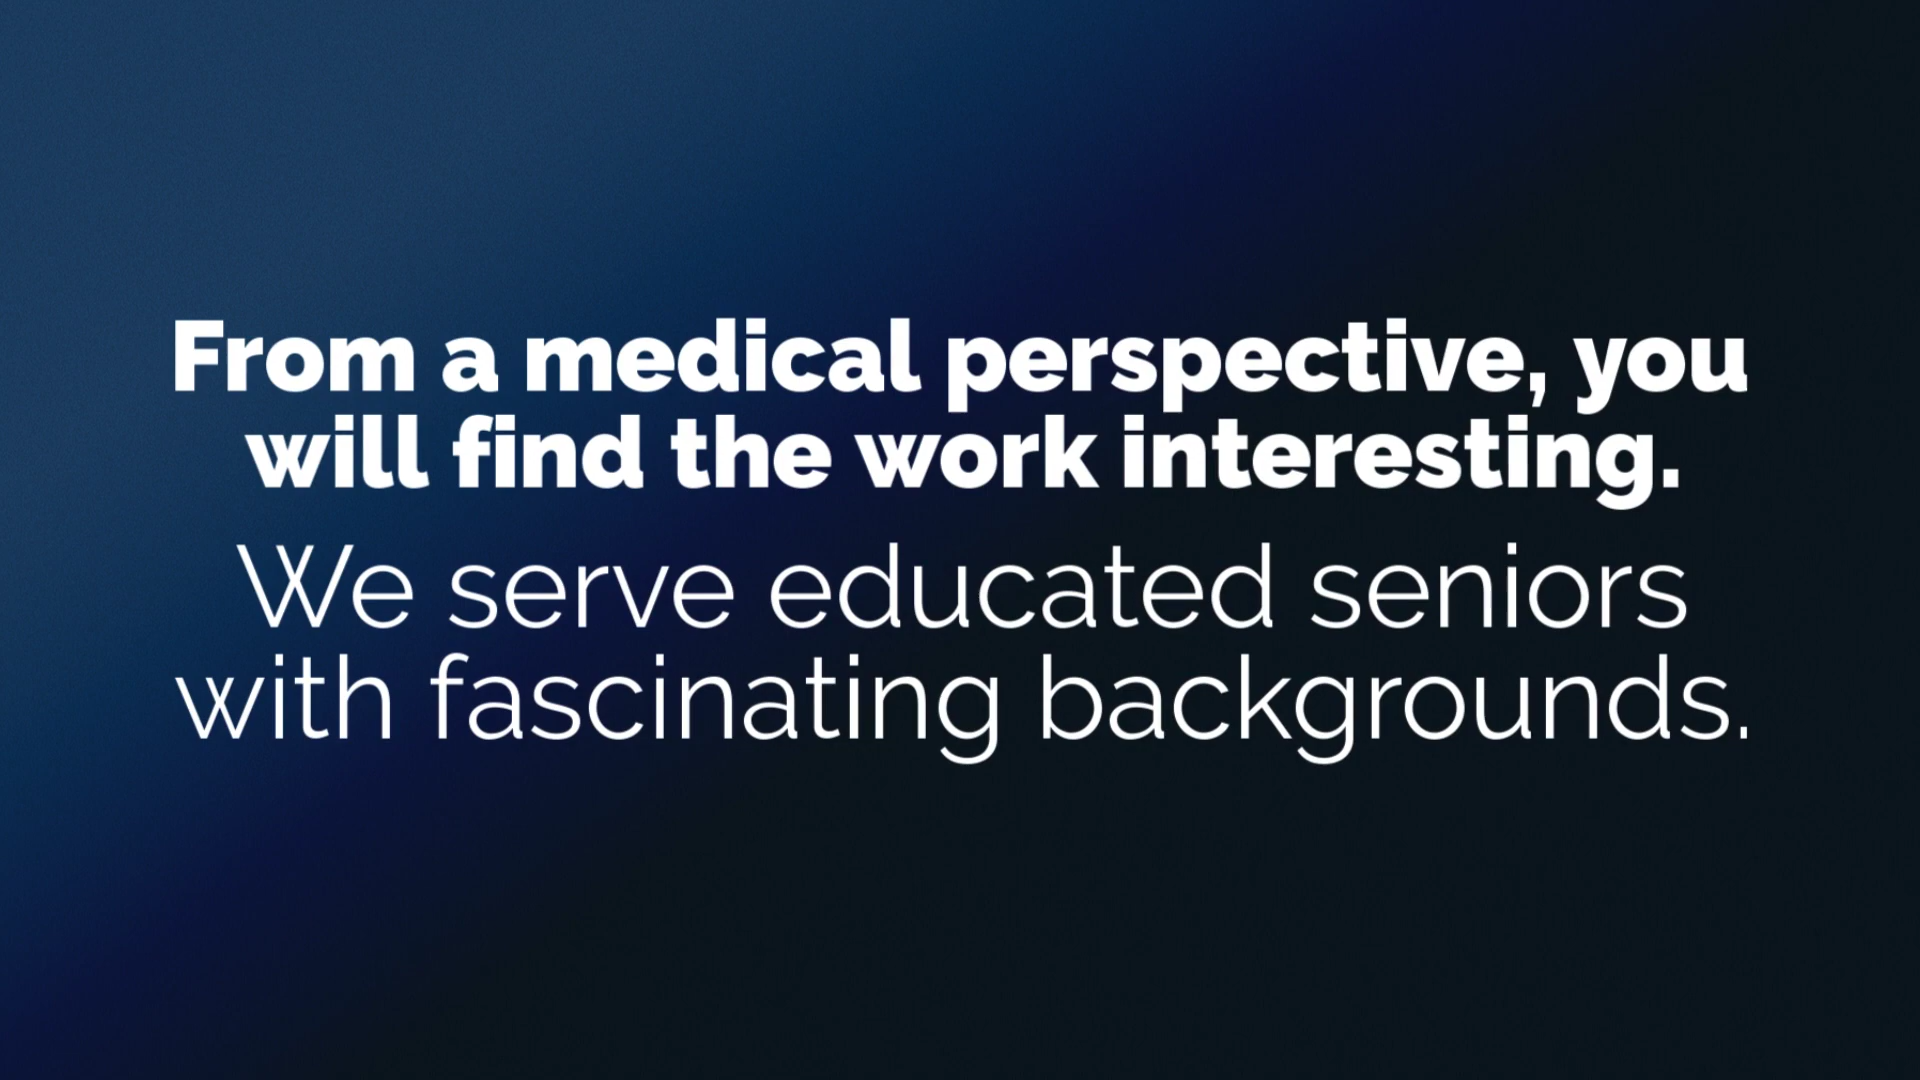 From a medical perspective, you
will find the work interesting.
We serve educated seniors
with fascinating backgrounds.